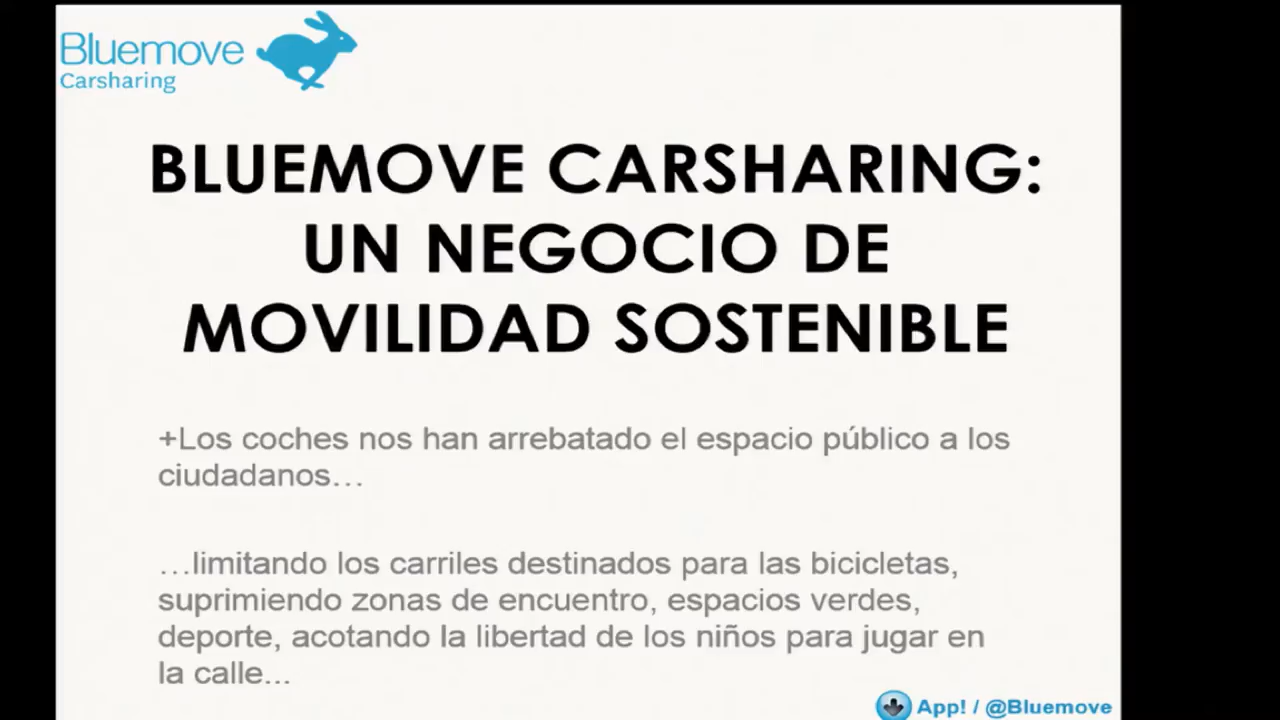 Bluemove
Carsharing
BLUEMOVE CARSHARING:
UN NEGOCIO DE
MOVILIDAD SOSTENIBLE
+Los coches nos han arrebatado el espacio público a los
ciudadanos…
…limitando los carriles destinados para las bicicletas,
suprimiendo zonas de encuentro, espacios verdes,
deporte, acotando la libertad de los niños para jugar en
la calle...
App! / @Bluemove